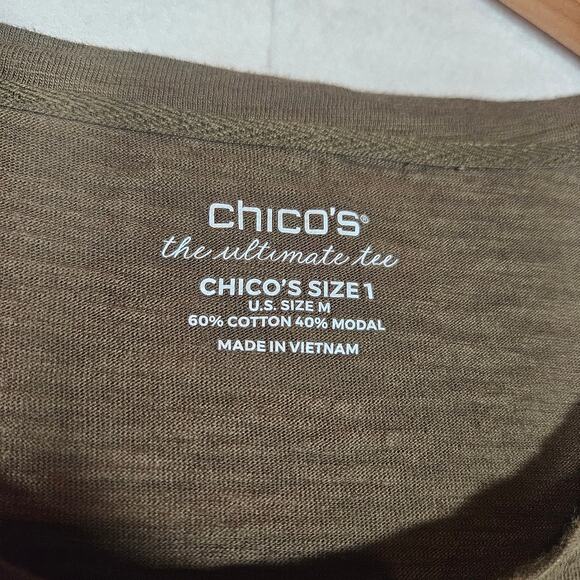 chico's®
the ultimate tee
CHICO'S SIZE 1
U.S. SIZE M
60% COTTON 40% MODAL
MADE IN VIETNAM